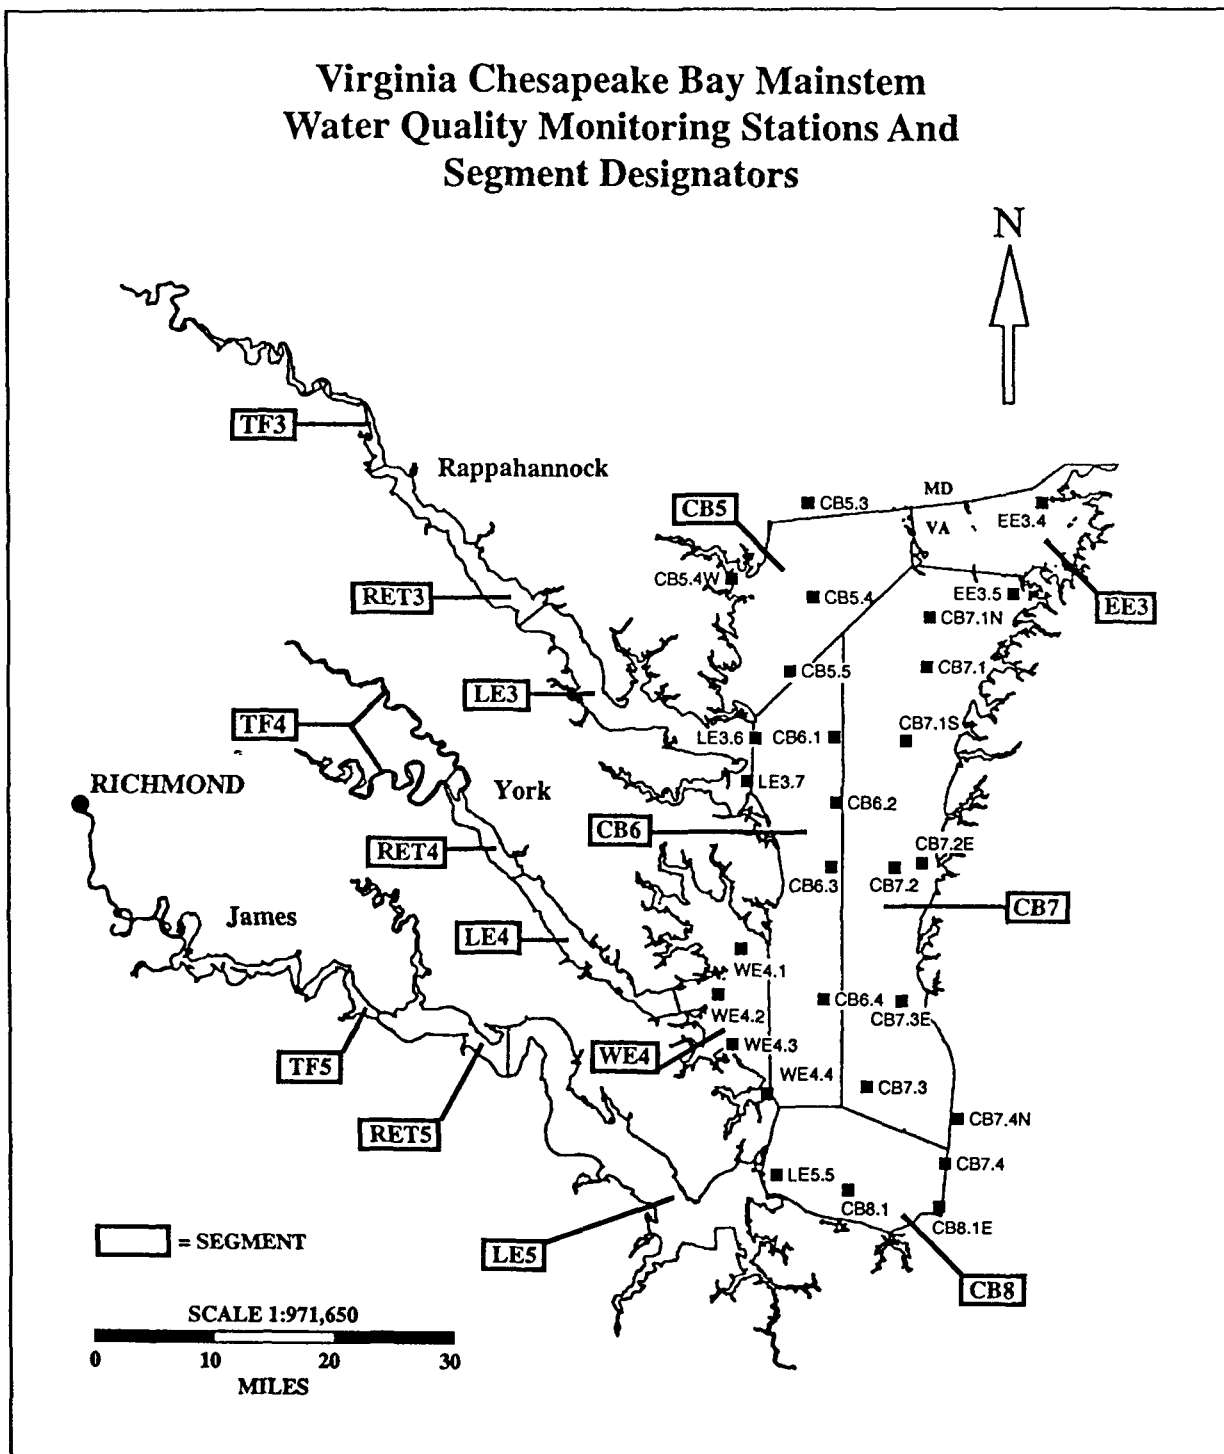 Virginia Chesapeake Bay Mainstem
Water Quality Monitoring Stations And
Segment Designators
N
TF3
Rappahannock
CB5
CB5.3
MD
VA
EE3.4
CB5.4W
RET3
CB5.4
EE3.5
EE3
CB7.1N
CB5.5
CB7.1
LE3
TF4
LE3.6
CB6.1
CB7.1S
RICHMOND
York
LE3.7
CB6.2
CB6
RET4
CB7.2E
CB6.3
CB7.2
James
CB7
LE4
WE4.1
WE4.2
CB6.4
CB7.3E
WE4
WE4.3
TF5
WE4.4
CB7.3
RET5
CB7.4N
CB7.4
LE5.5
CB8.1
CB8.1E
= SEGMENT
LE5
CB8
SCALE 1:971,650
0 10 20 30
MILES